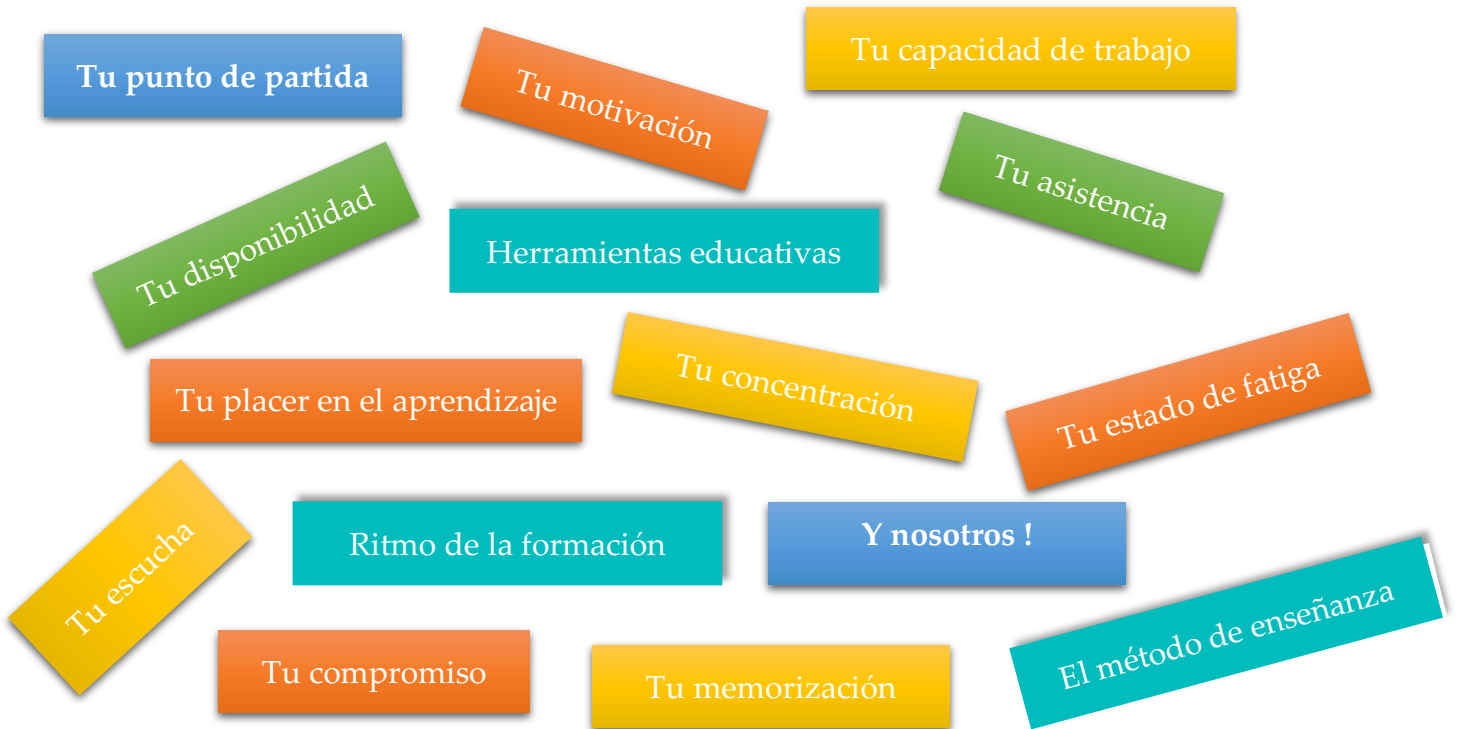 Tu punto de partida
Tu motivación
Tu capacidad de trabajo
Tu disponibilidad
Herramientas educativas
Tu asistencia
Tu placer en el aprendizaje
Tu concentración
Tu estado de fatiga
Tu escucha
Ritmo de la formación
Y nosotros !
Tu compromiso
Tu memorización
El método de enseñanza